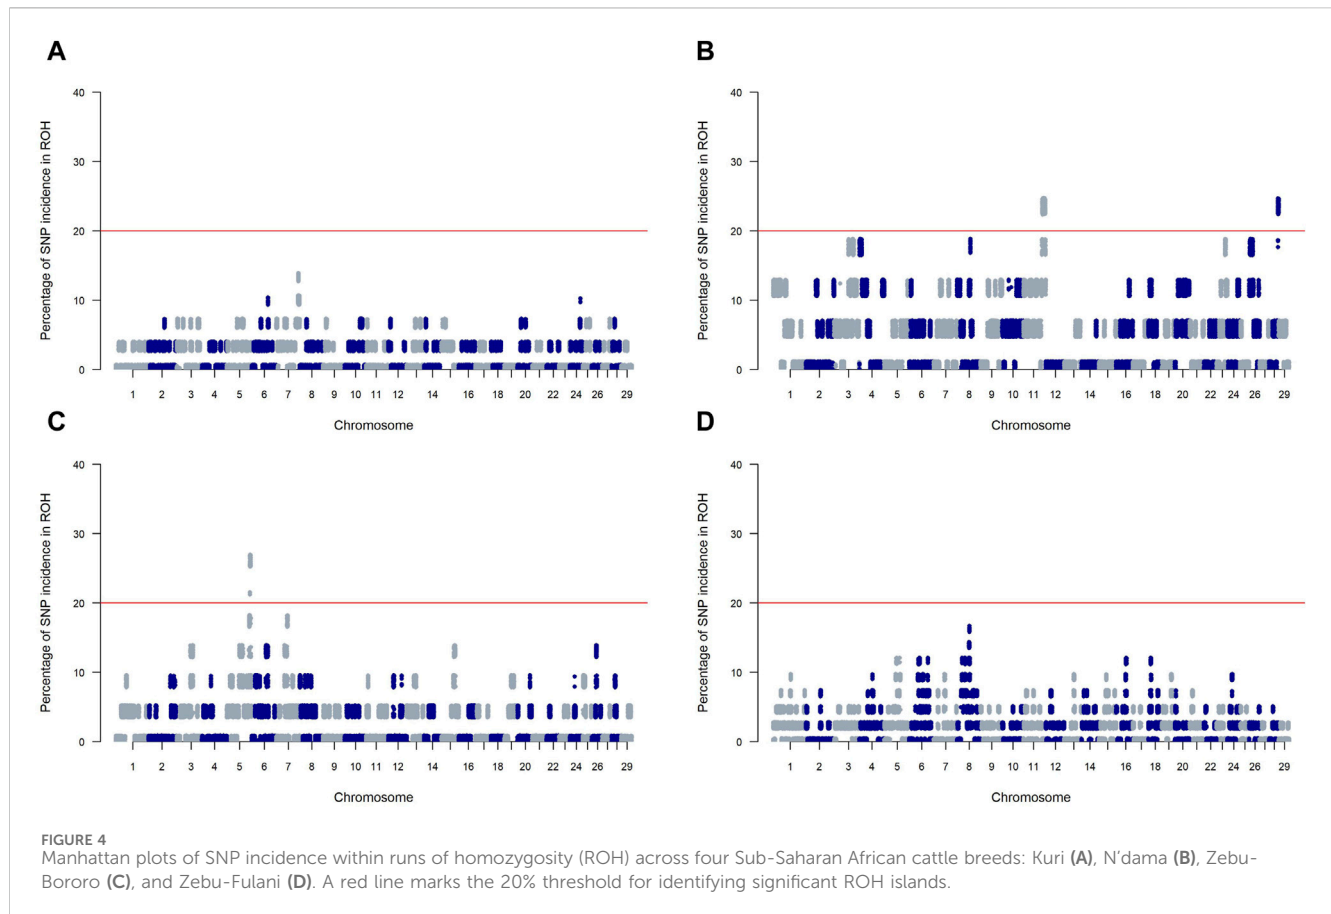 A
B
40
30
20
10
0
Percentage of SNP incidence in ROH
1 2 3 4 5 6 7 8 9 10 11 12 14 16 18 20 22 24 26 29
Chromosome
40
30
20
10
0
Percentage of SNP incidence in ROH
1 2 3 4 5 6 7 8 9 10 11 12 14 16 18 20 22 24 26 29
Chromosome
C
D
40
30
20
10
0
Percentage of SNP incidence in ROH
1 2 3 4 5 6 7 8 9 10 11 12 14 16 18 20 22 24 26 29
Chromosome
40
30
20
10
0
Percentage of SNP incidence in ROH
1 2 3 4 5 6 7 8 9 10 11 12 14 16 18 20 22 24 26 29
Chromosome
FIGURE 4
Manhattan plots of SNP incidence within runs of homozygosity (ROH) across four Sub-Saharan African cattle breeds: Kuri (A), N’dama (B), Zebu-
Bororo (C), and Zebu-Fulani (D). A red line marks the 20% threshold for identifying significant ROH islands.